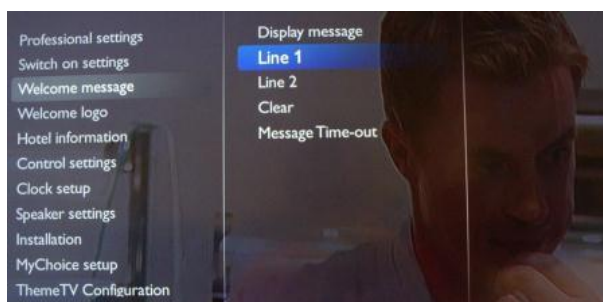 Professional settings
Switch on settings
Welcome message
Welcome logo
Hotel information
Control settings
Clock setup
Speaker settings
Installation
MyChoice setup
ThemeTV Configuration
Display message
Line 1
Line 2
Clear
Message Time-out